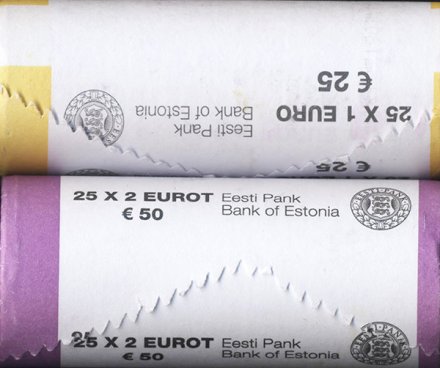 € 25
25 X 1 EURO
Eesti Pank
Bank of Estonia
€ 25
25 X 2 EUROT Eesti Pank
€ 50 Bank of Estonia
25 X 2 EUROT Eesti Pank
€ 50 Bank of Estonia